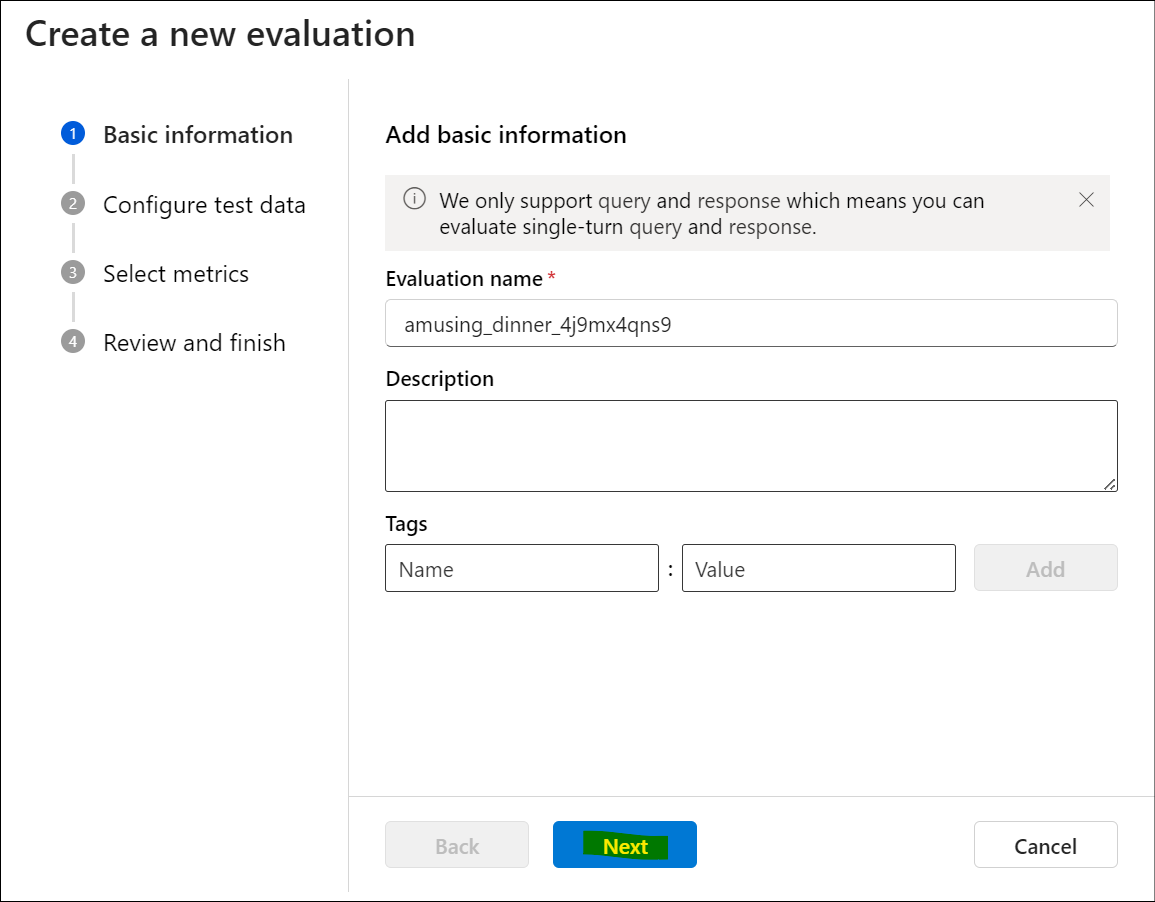 Create a new evaluation
1 Basic information
2 Configure test data
3 Select metrics
4 Review and finish
Add basic information
We only support query and response which means you can
evaluate single-turn query and response.
Evaluation name *
amusing_dinner_4j9mx4qns9
Description
Tags
Name : Value Add
Back Next Cancel